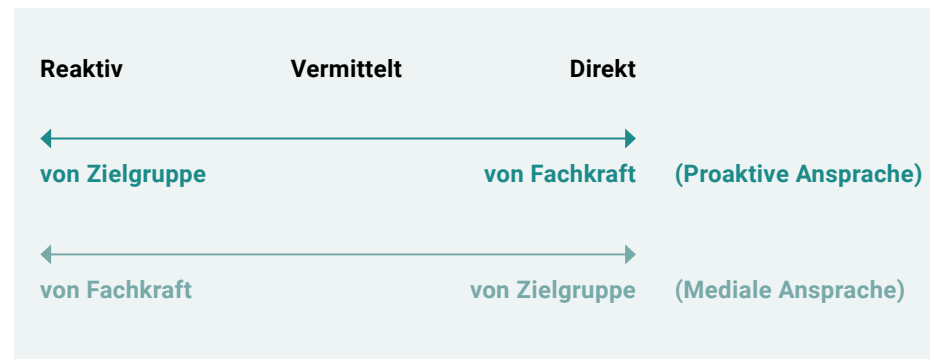 Reaktiv Vermittelt Direkt
von Zielgruppe von Fachkraft (Proaktive Ansprache)
von Fachkraft von Zielgruppe (Mediale Ansprache)